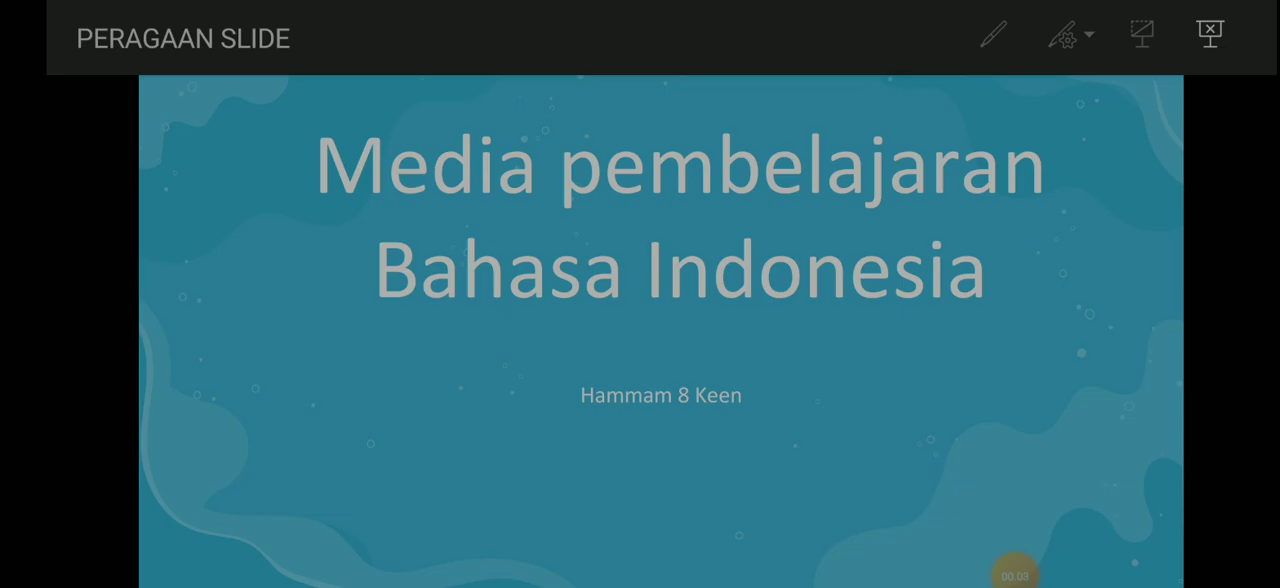 PERAGAAN SLIDE
Media pembelajaran
Bahasa Indonesia
Hammam 8 Keen
00.03